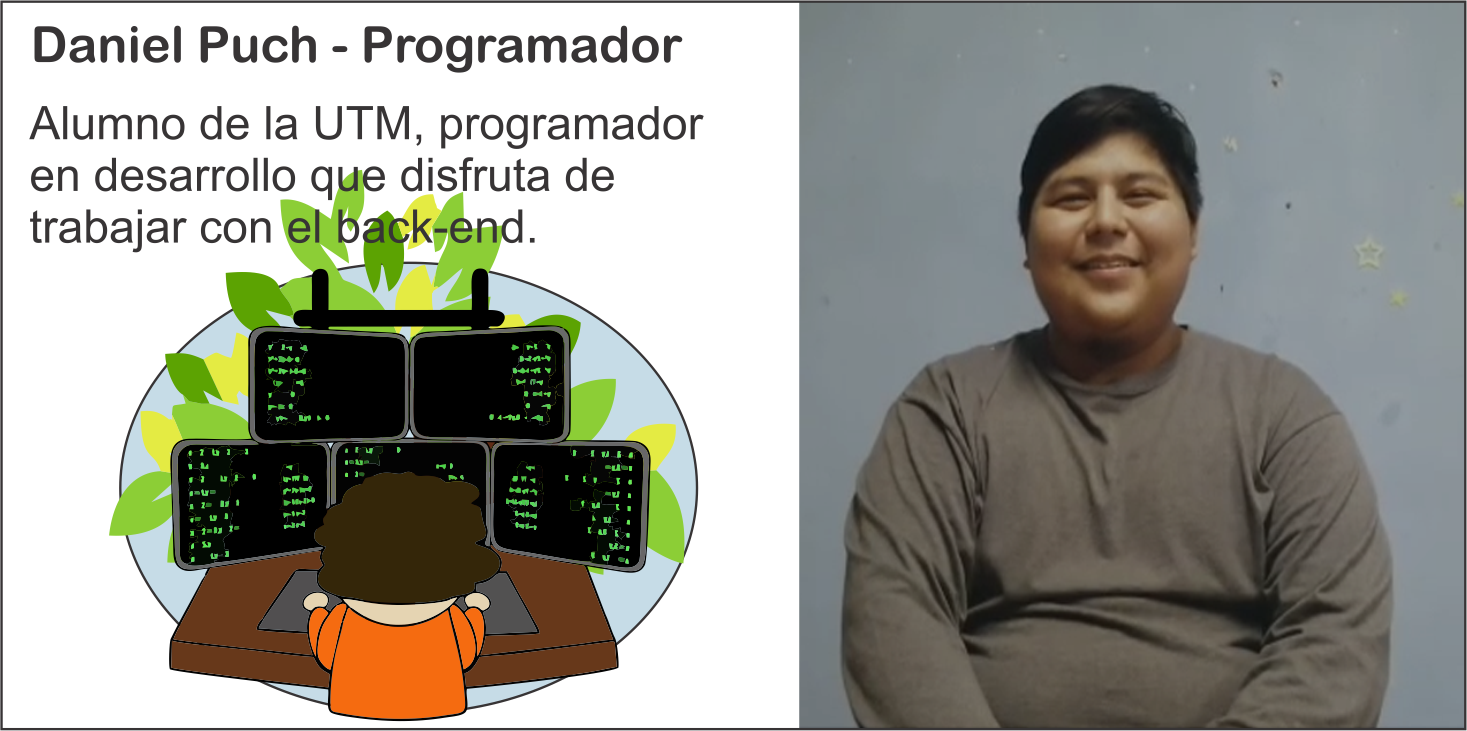 Daniel Puch - Programador
Alumno de la UTM, programador
en desarrollo que disfruta de
trabajar con el back-end.